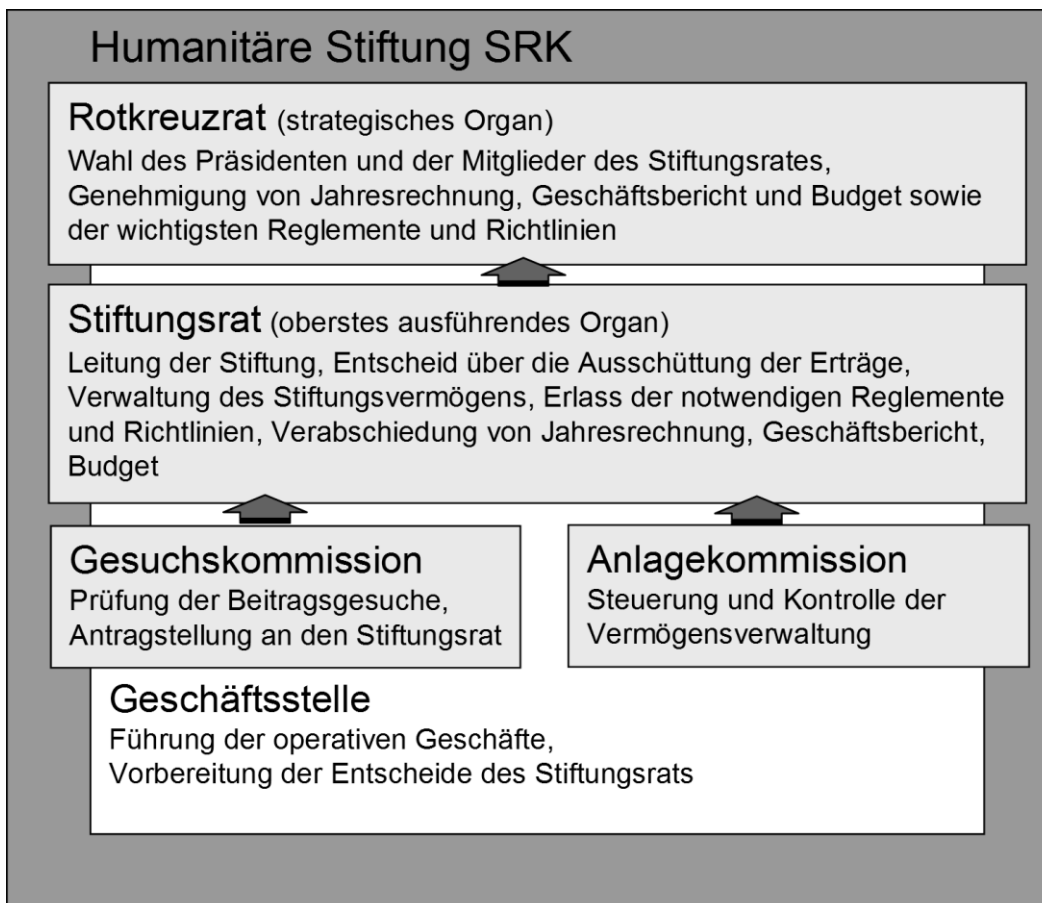 Humanitäre Stiftung SRK
Rotkreuzrat (strategisches Organ)
Wahl des Präsidenten und der Mitglieder des Stiftungsrates,
Genehmigung von Jahresrechnung, Geschäftsbericht und Budget sowie
der wichtigsten Reglemente und Richtlinien
Stiftungsrat (oberstes ausführendes Organ)
Leitung der Stiftung, Entscheid über die Ausschüttung der Erträge,
Verwaltung des Stiftungsvermögens, Erlass der notwendigen Reglemente
und Richtlinien, Verabschiedung von Jahresrechnung, Geschäftsbericht,
Budget
Gesuchskommission
Prüfung der Beitragsgesuche,
Antragstellung an den Stiftungsrat
Anlagekommission
Steuerung und Kontrolle der
Vermögensverwaltung
Geschäftsstelle
Führung der operativen Geschäfte,
Vorbereitung der Entscheide des Stiftungsrats